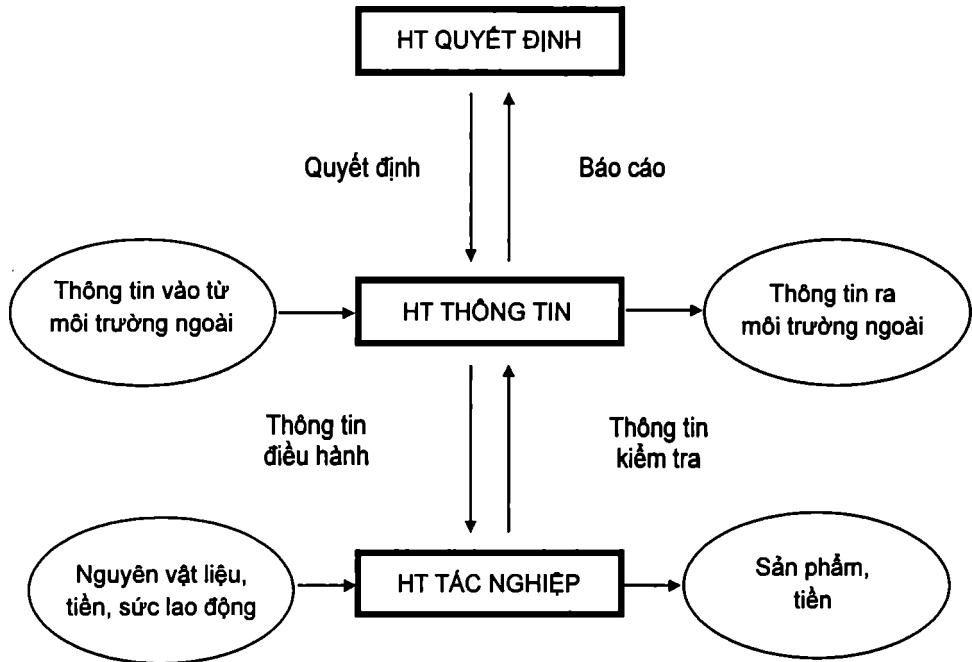 HT QUYẾT ĐỊNH
Quyết định
Báo cáo
Thông tin vào từ
môi trường ngoài
HT THÔNG TIN
Thông tin ra
môi trường ngoài
Thông tin
điều hành
Thông tin
kiểm tra
Nguyên vật liệu,
tiền, sức lao động
HT TÁC NGHIỆP
Sản phẩm,
tiền